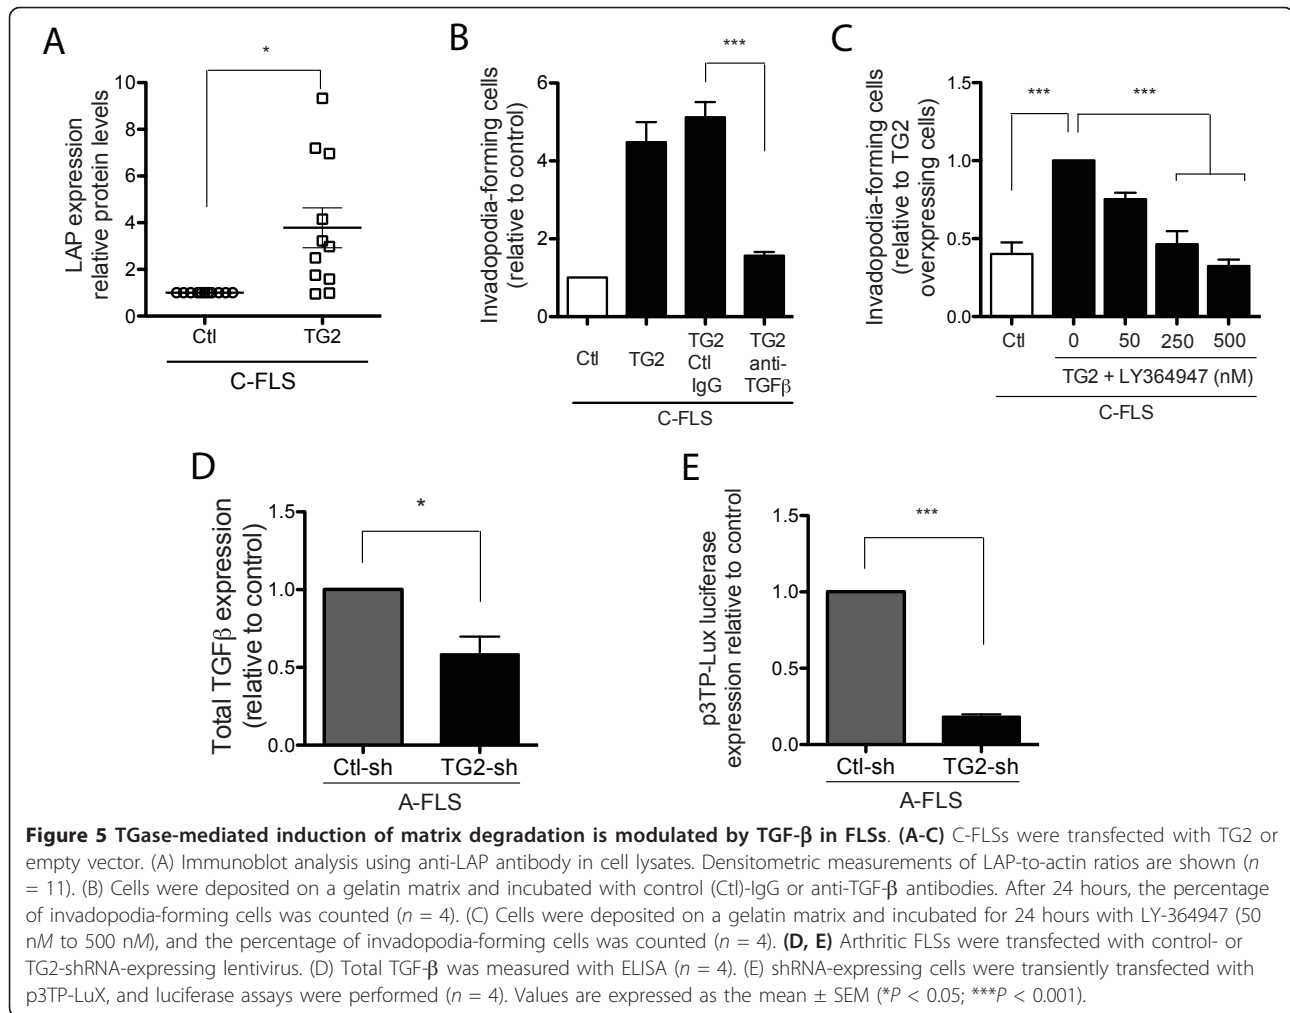 A
*
LAP expression
relative protein levels
10
8
6
4
2
0
Ctl
TG2
C-FLS
B
***
Invadopodia-forming cells
(relative to control)
6
4
2
0
Ctl
TG2
TG2
Ctl
IgG
TG2
anti-
TGFβ
C-FLS
C
***
***
Invadopodia-forming cells
(relative to TG2
overxpressing cells)
1.5
1.0
0.5
0.0
Ctl
0
50
250
500
TG2 + LY364947 (nM)
C-FLS
D
*
Total TGFβ expression
(relative to control)
1.5
1.0
0.5
0.0
Ctl-sh
TG2-sh
A-FLS
E
***
p3TP-Lux luciferase
expression relative to control
1.5
1.0
0.5
0.0
Ctl-sh
TG2-sh
A-FLS
Figure 5 TGase-mediated induction of matrix degradation is modulated by TGF-β in FLSs. (A-C) C-FLSs were transfected with TG2 or
empty vector. (A) Immunoblot analysis using anti-LAP antibody in cell lysates. Densitometric measurements of LAP-to-actin ratios are shown (n
= 11). (B) Cells were deposited on a gelatin matrix and incubated with control (Ctl)-IgG or anti-TGF-β antibodies. After 24 hours, the percentage
of invadopodia-forming cells was counted (n = 4). (C) Cells were deposited on a gelatin matrix and incubated for 24 hours with LY-364947 (50
nM to 500 nM), and the percentage of invadopodia-forming cells was counted (n = 4). (D, E) Arthritic FLSs were transfected with control- or
TG2-shRNA-expressing lentivirus. (D) Total TGF-β was measured with ELISA (n = 4). (E) shRNA-expressing cells were transiently transfected with
p3TP-LuX, and luciferase assays were performed (n = 4). Values are expressed as the mean ± SEM (*P < 0.05; ***P < 0.001).